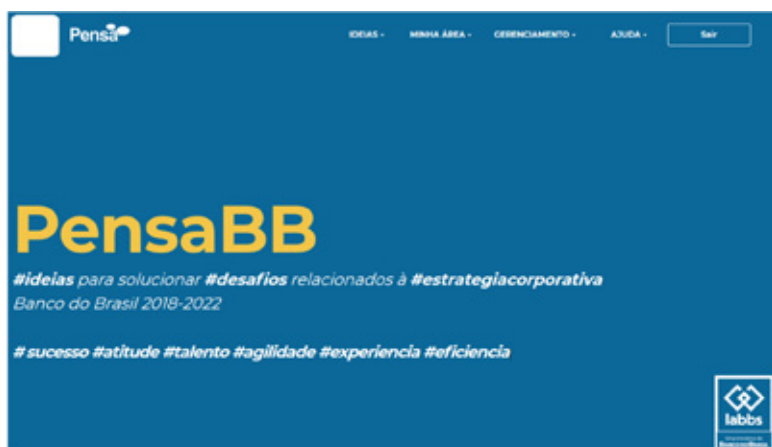 Pensa
IDEIAS
MINHA ÁREA
GERENCIAMENTO
AJUDA
Sair
PensaBB
#ideias para solucionar #desafios relacionados à #estrategiacorporativa
Banco do Brasil 2018-2022
#sucesso #atitude #talento #agilidade #experiencia #eficiencia
labbs